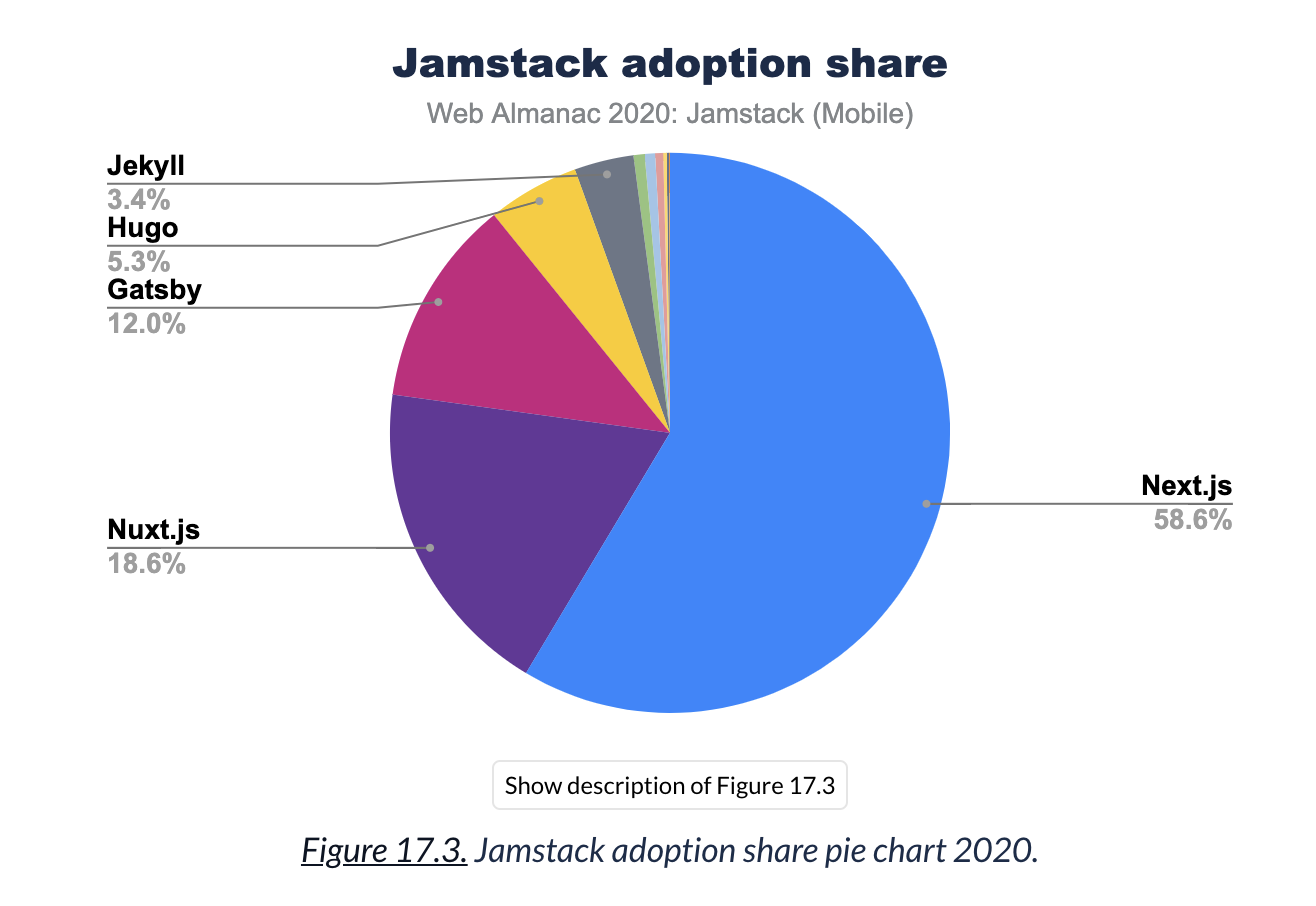 Jamstack adoption share
Web Almanac 2020: Jamstack (Mobile)
Jekyll
3.4%
Hugo
5.3%
Gatsby
12.0%
Nuxt.js
18.6%
Next.js
58.6%
Show description of Figure 17.3
Figure 17.3. Jamstack adoption share pie chart 2020.